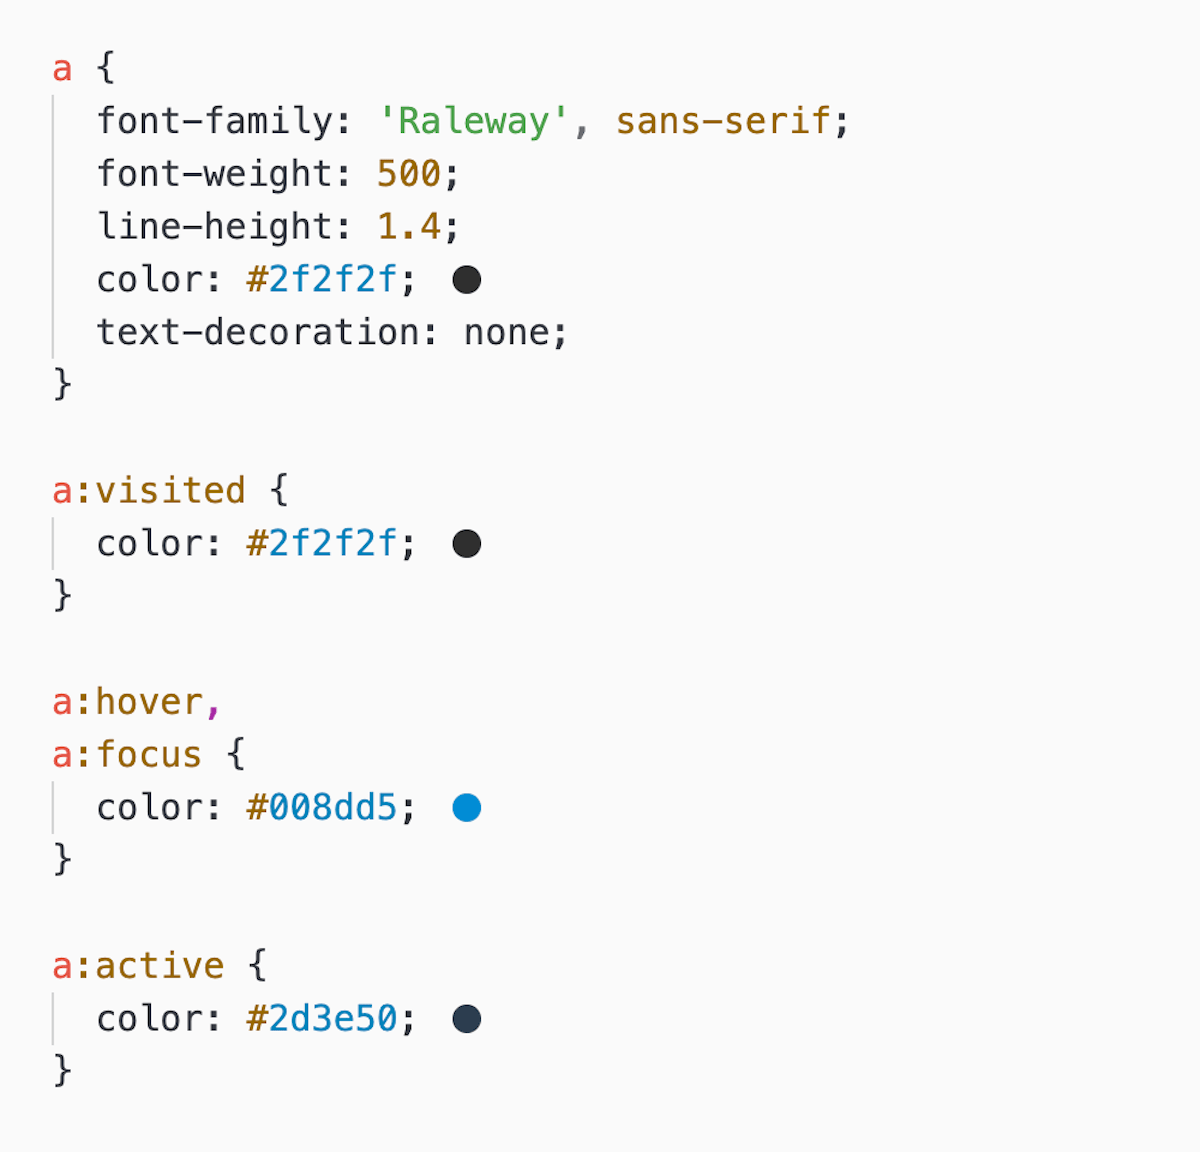 a {
  font-family: 'Raleway', sans-serif;
  font-weight: 500;
  line-height: 1.4;
  color: #2f2f2f;
  text-decoration: none;
}

a:visited {
  color: #2f2f2f;
}

a:hover,
a:focus {
  color: #008dd5;
}

a:active {
  color: #2d3e50;
}